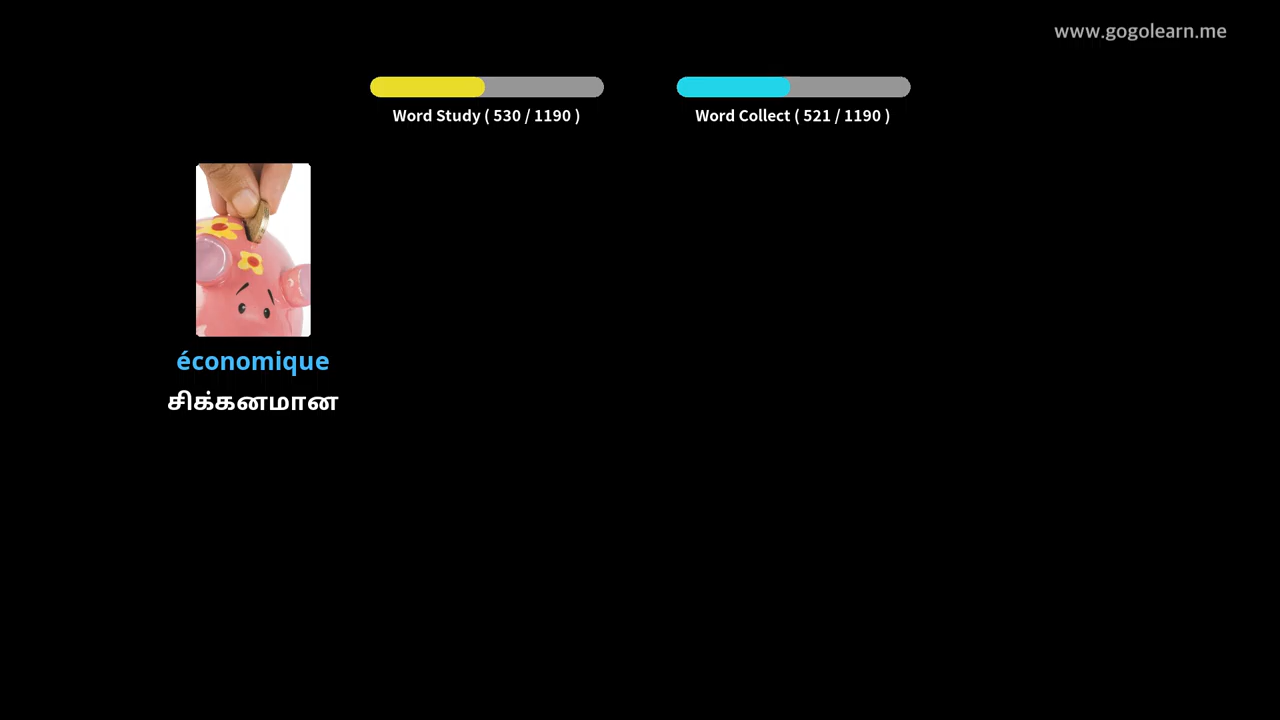 www.gogolearn.me
Word Study ( 530 / 1190 )
Word Collect ( 521 / 1190 )
économique
சிக்கனமான